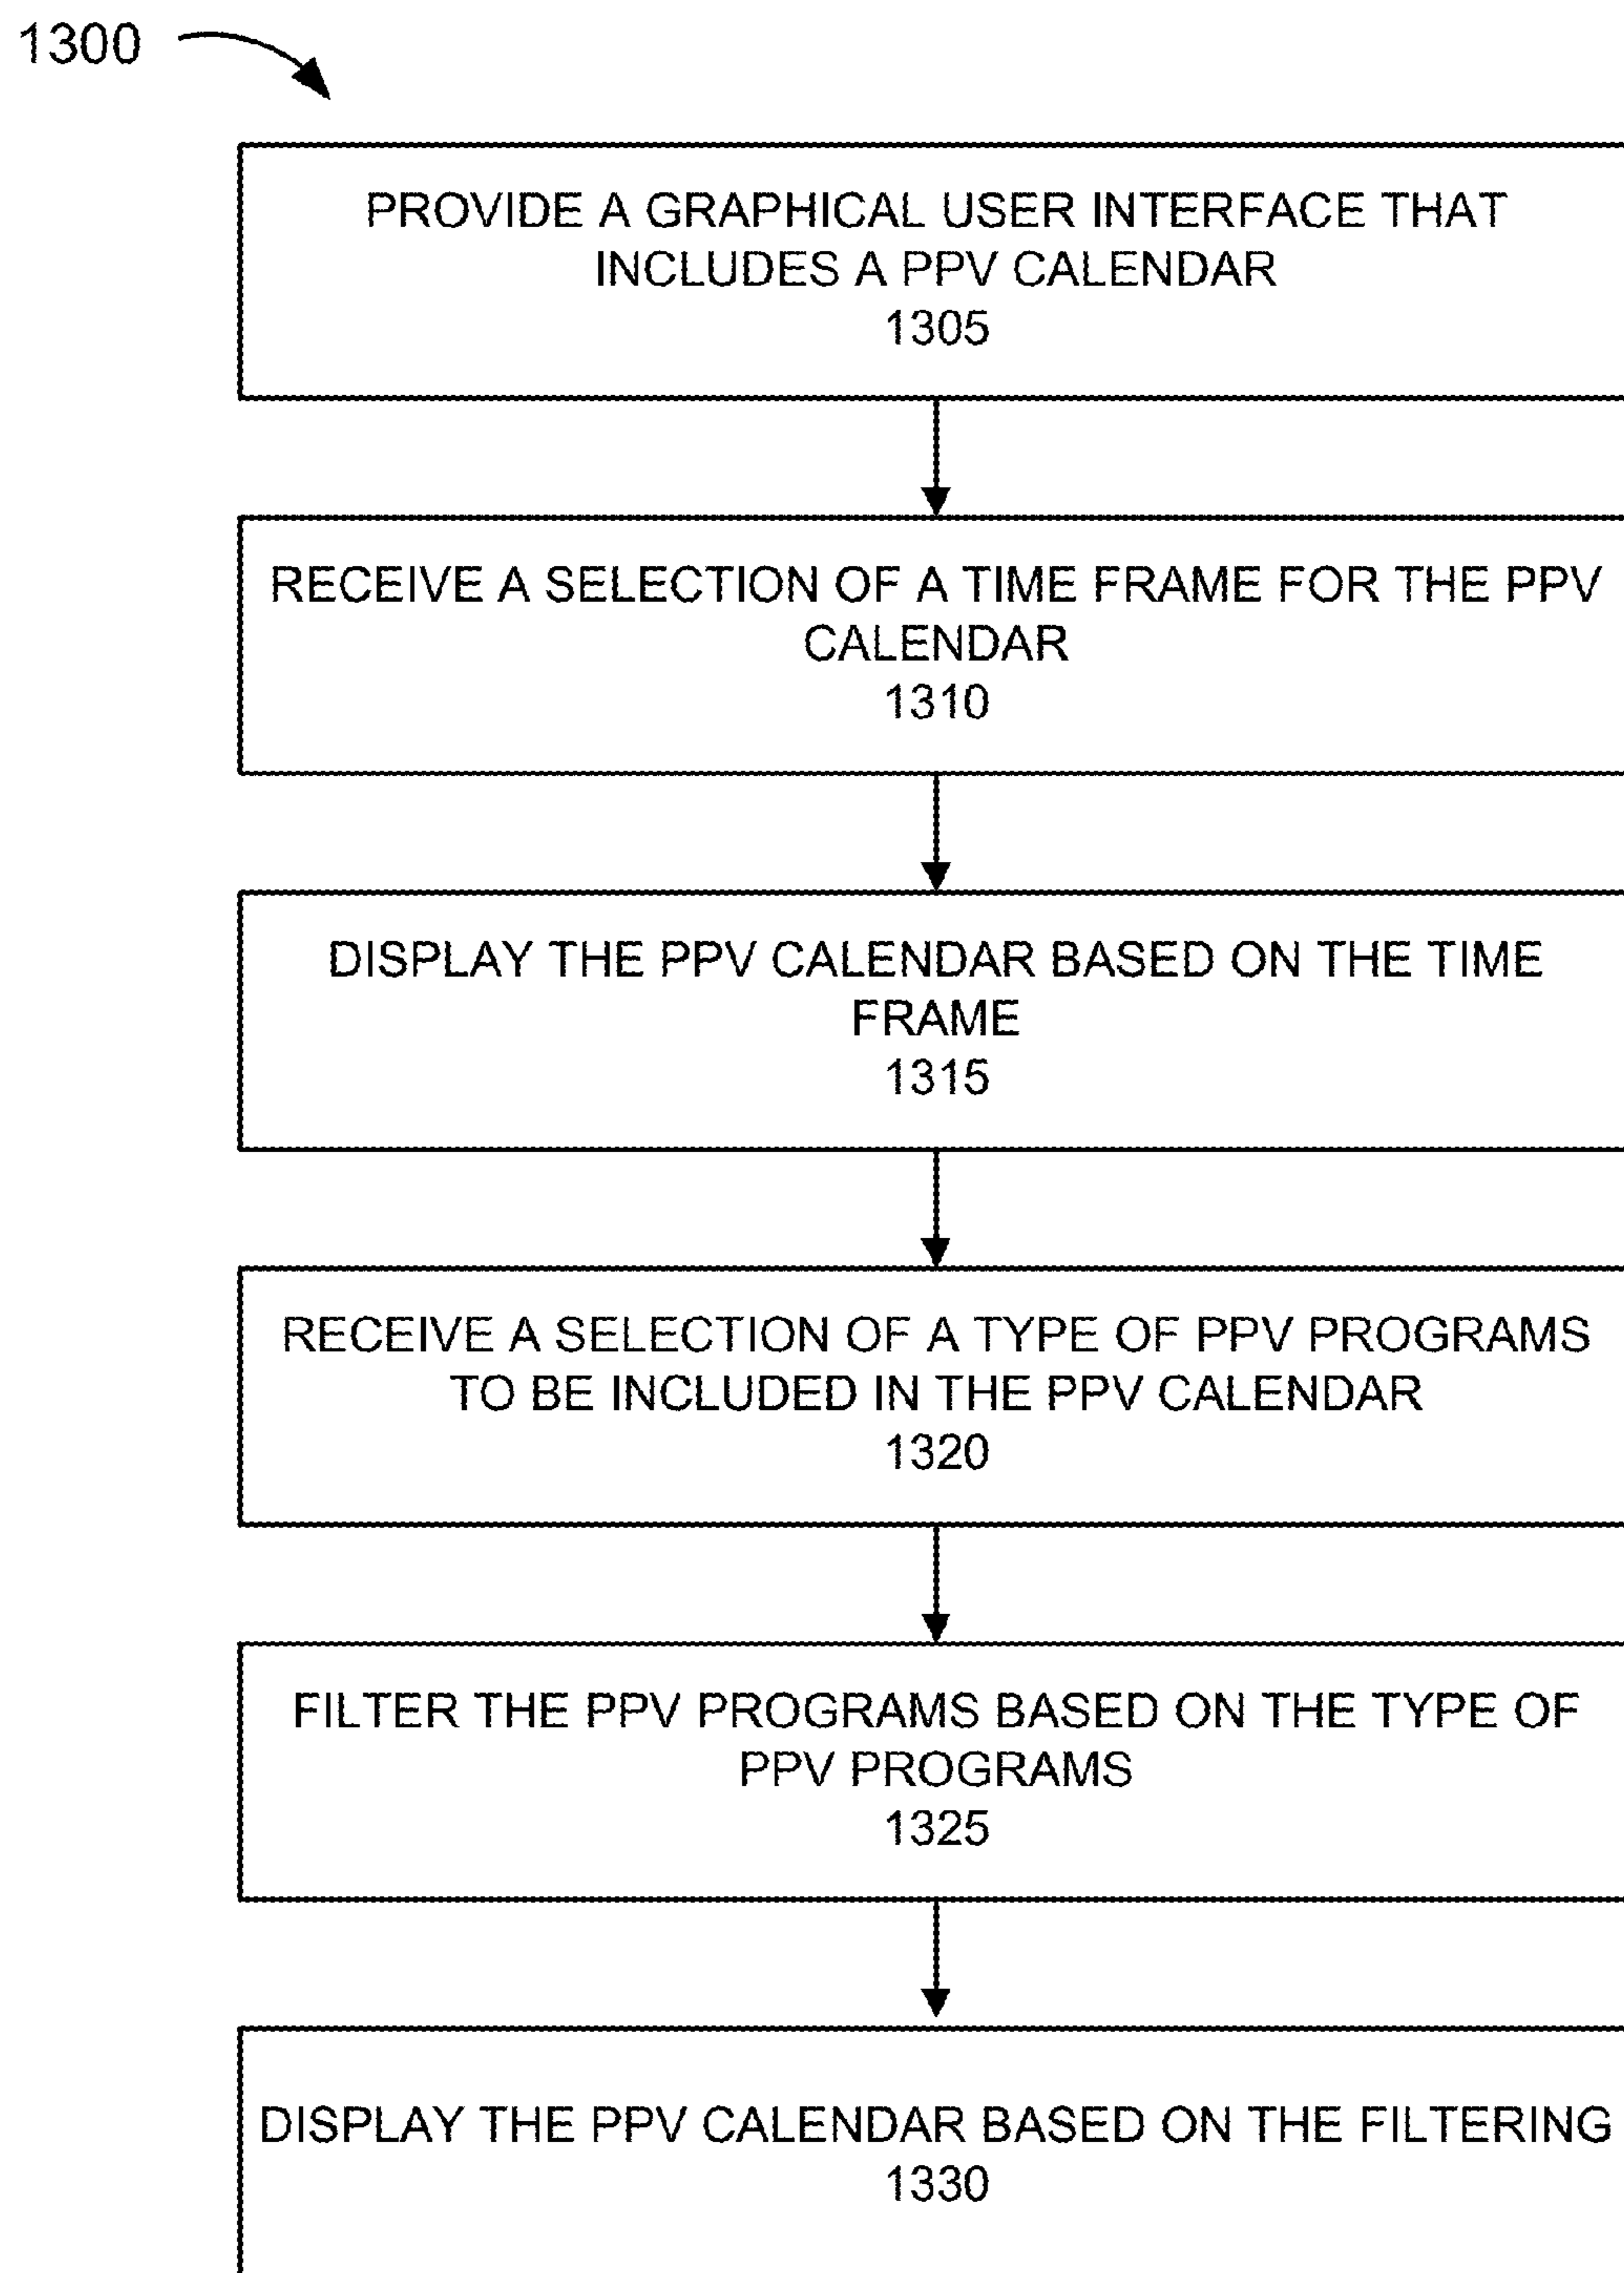 1300
PROVIDE A GRAPHICAL USER INTERFACE THAT
INCLUDES A PPV CALENDAR
1305
RECEIVE A SELECTION OF A TIME FRAME FOR THE PPV
CALENDAR
1310
DISPLAY THE PPV CALENDAR BASED ON THE TIME
FRAME
1315
RECEIVE A SELECTION OF A TYPE OF PPV PROGRAMS
TO BE INCLUDED IN THE PPV CALENDAR
1320
FILTER THE PPV PROGRAMS BASED ON THE TYPE OF
PPV PROGRAMS
1325
DISPLAY THE PPV CALENDAR BASED ON THE FILTERING
1330